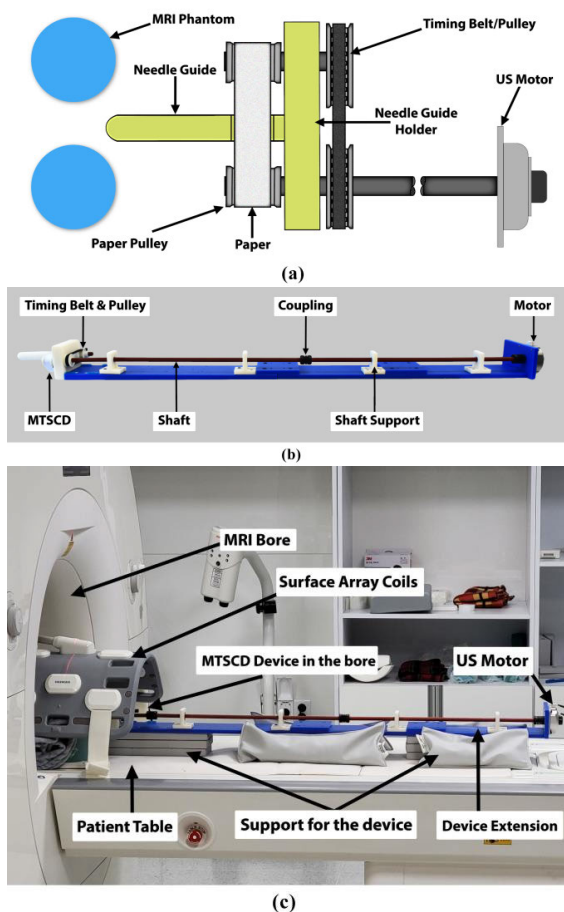 MRI Phantom
Timing Belt/Pulley
Needle Guide
US Motor
Needle Guide
Holder
Paper Pulley
Paper
(a)
Timing Belt & Pulley
Coupling
Motor
MTSCD
Shaft
Shaft Support
(b)
MRI Bore
Surface Array Coils
MTSCD Device in the bore
US Motor
Patient Table
Support for the device
Device Extension
(c)